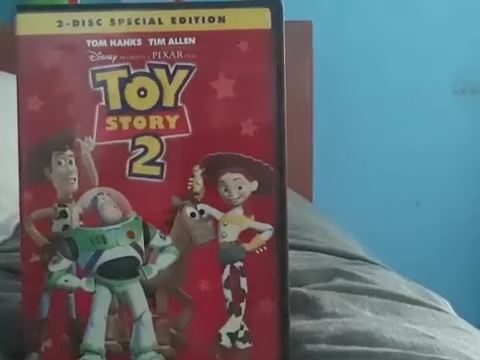 2-DISC SPECIAL EDITION
TOM HANKS TIM ALLEN
Disney PIXAR
TOY
STORY
2